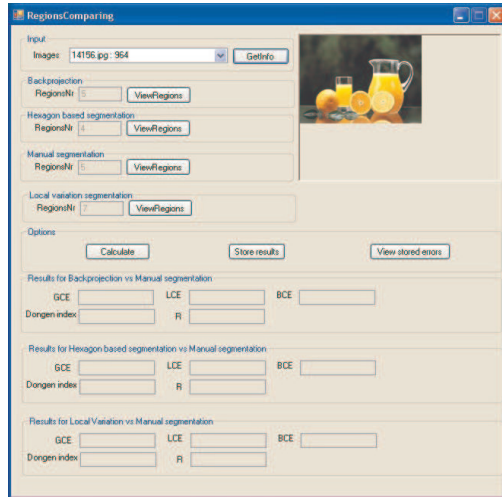 RegionsComparing
Input
Images: 14156.jpg : 964 GetInfo
Backprojection
RegionsNr 5 ViewRegions
Hexagon based segmentation
RegionsNr 4 ViewRegions
Manual segmentation
RegionsNr ViewRegions
Local variation segmentation
RegionsNr 7 ViewRegions
Options
Calculate Store results View stored errors
Results for Backprojection vs Manual segmentation
GCE LCE BCE
Dongen index R
Results for Hexagon based segmentation vs Manual segmentation
GCE LCE BCE
Dongen index R
Results for Local Variation vs Manual segmentation
GCE LCE BCE
Dongen index R